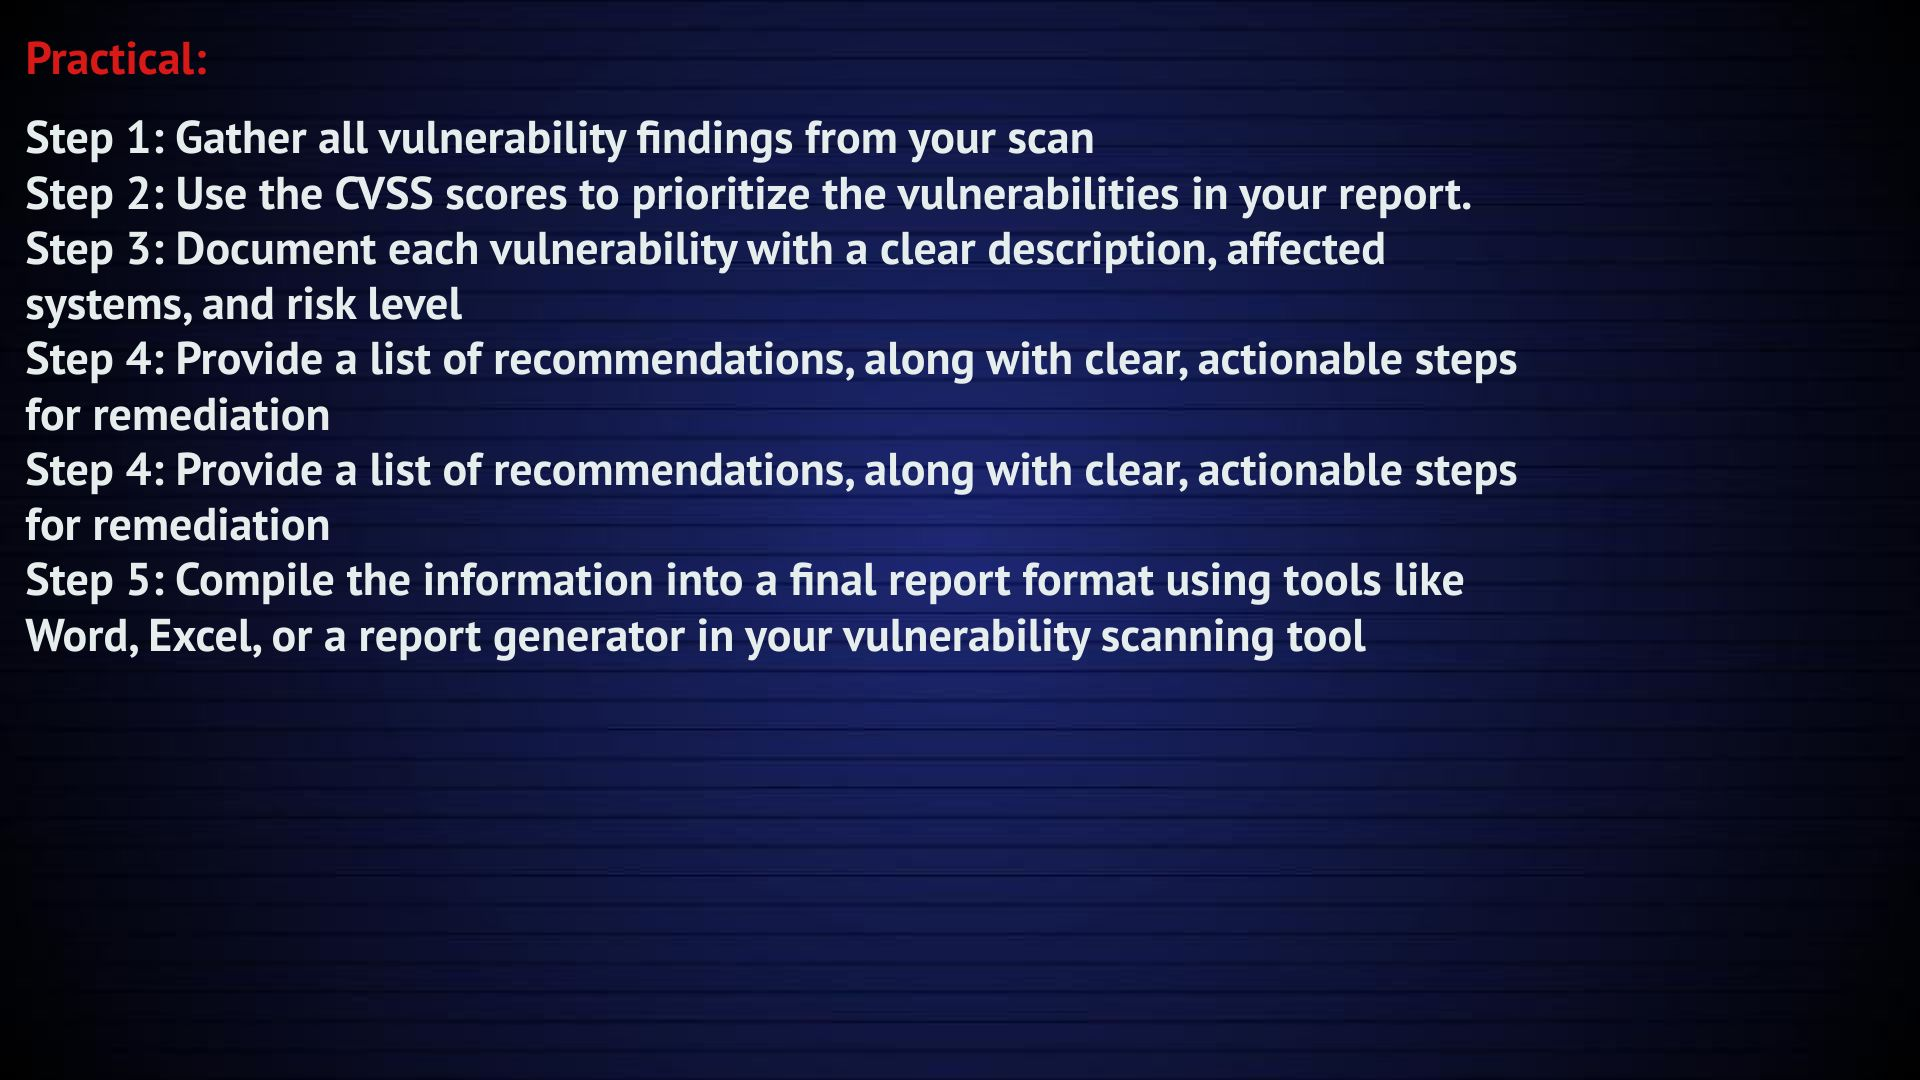 Practical:
Step 1: Gather all vulnerability findings from your scan
Step 2: Use the CVSS scores to prioritize the vulnerabilities in your report.
Step 3: Document each vulnerability with a clear description, affected
systems, and risk level
Step 4: Provide a list of recommendations, along with clear, actionable steps
for remediation
Step 4: Provide a list of recommendations, along with clear, actionable steps
for remediation
Step 5: Compile the information into a final report format using tools like
Word, Excel, or a report generator in your vulnerability scanning tool